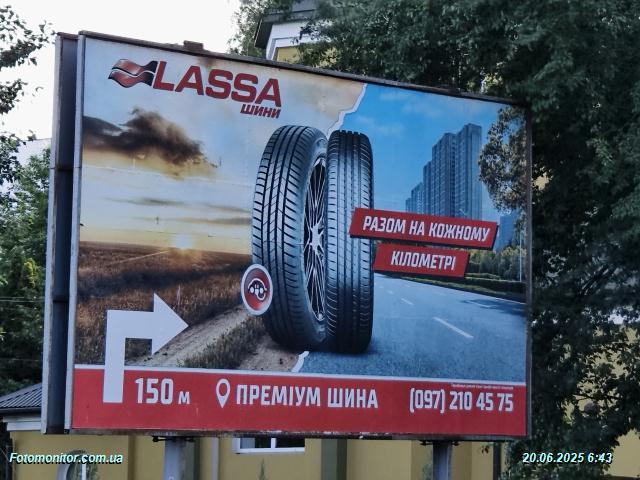 LASSA
ШИНИ
РАЗОМ НА КОЖНОМУ
КІЛОМЕТРІ
150 м
ПРЕМІУМ ШИНА
(097) 210 45 75
Fotomonitor.com.ua
20.06.2025 6:43